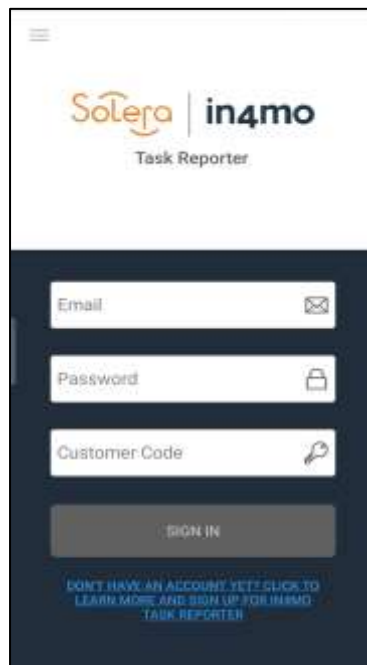 Solera | in4mo
Task Reporter
Email
Password
Customer Code
SIGN IN
DON'T HAVE AN ACCOUNT YET? CLICK TO
LEARN MORE AND SIGN UP FOR IN4MO
TASK REPORTER